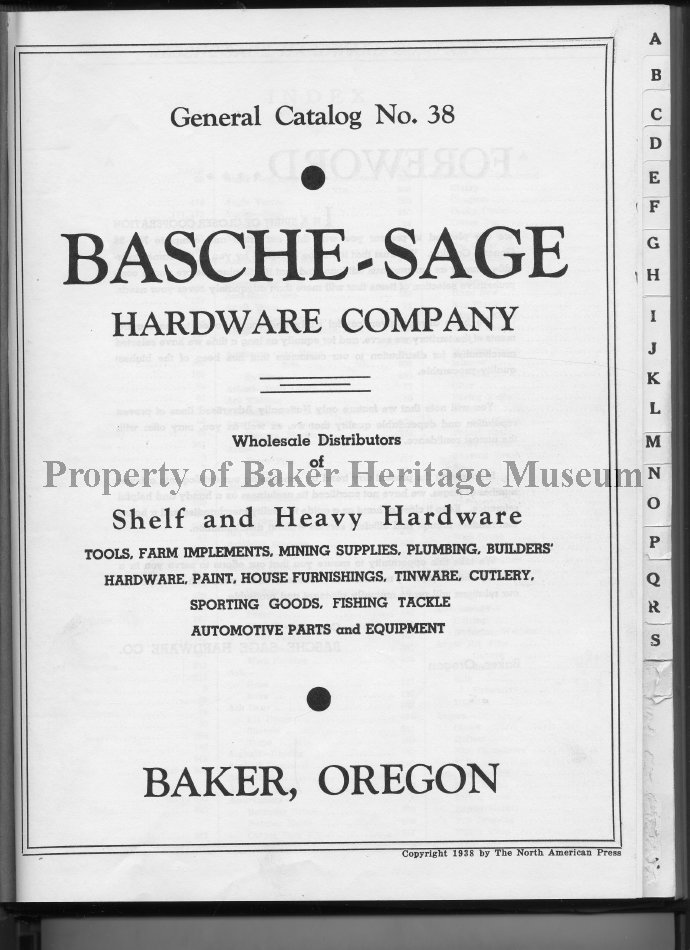 General Catalog No. 38
BASCHE-SAGE
HARDWARE COMPANY
Wholesale Distributors
of
Property of Baker Heritage Museum
Shelf and Heavy Hardware
TOOLS, FARM IMPLEMENTS, MINING SUPPLIES, PLUMBING, BUILDERS'
HARDWARE, PAINT, HOUSE FURNISHINGS, TINWARE, CUTLERY,
SPORTING GOODS, FISHING TACKLE
AUTOMOTIVE PARTS and EQUIPMENT
BAKER, OREGON
Copyright 1938 by The North American Press
A
B
C
D
E
F
G
H
I
J
K
L
M
N
O
P
Q
R
S